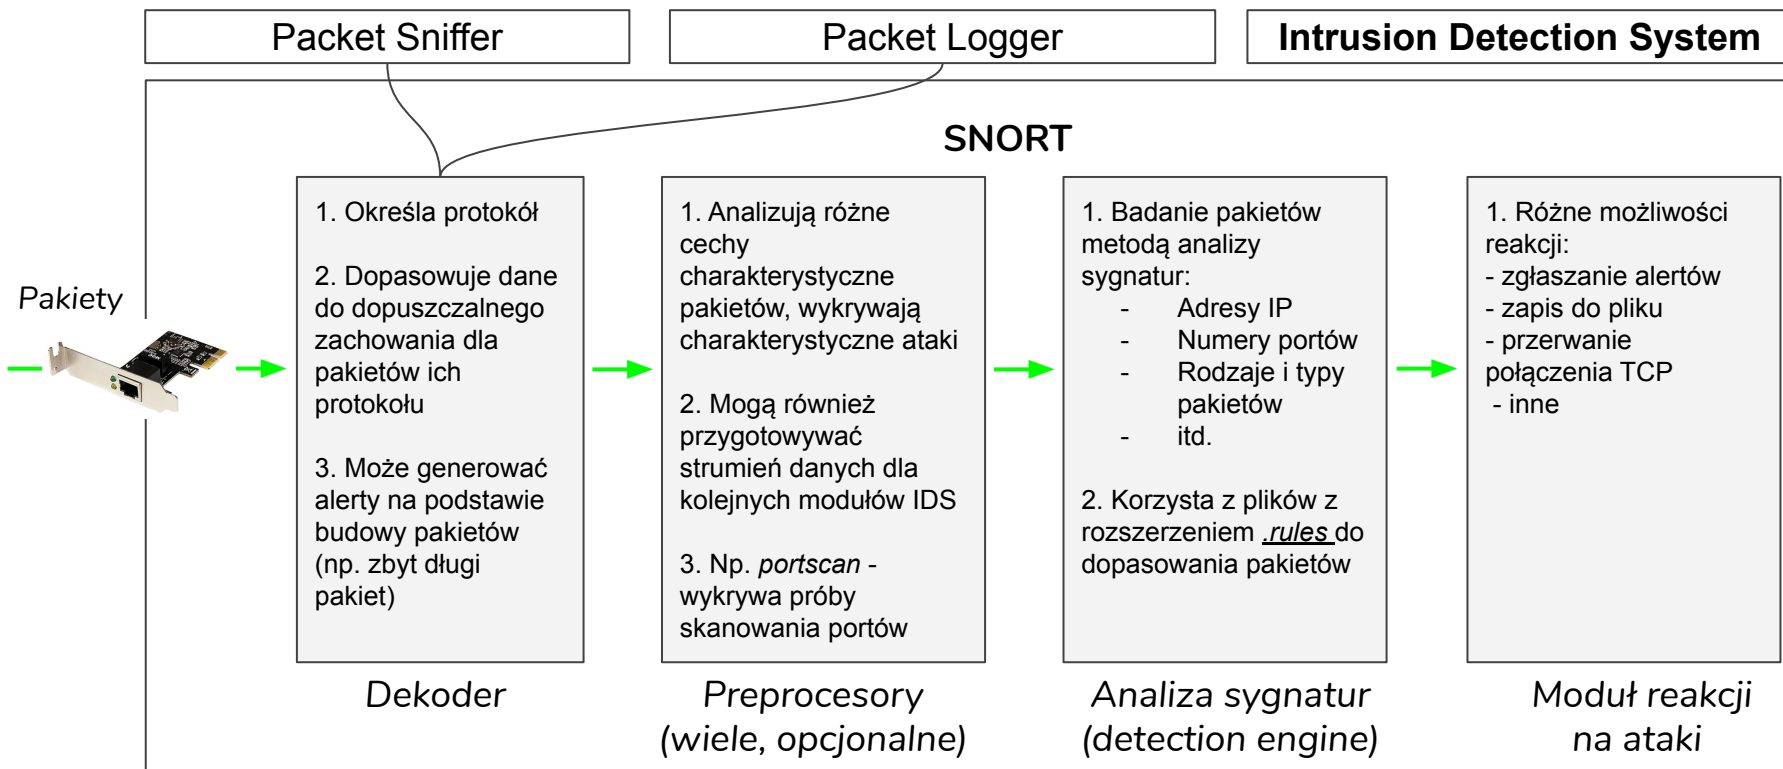 Packet Sniffer
Packet Logger
Intrusion Detection System
SNORT
Pakiety
1. Określa protokół
2. Dopasowuje dane
do dopuszczalnego
zachowania dla
pakietów ich
protokołu
3. Może generować
alerty na podstawie
budowy pakietów
(np. zbyt długi
pakiet)
Dekoder
1. Analizują różne
cechy
charakterystyczne
pakietów, wykrywają
charakterystyczne ataki
2. Mogą również
przygotowywać
strumień danych dla
kolejnych modułów IDS
3. Np. portscan -
wykrywa próby
skanowania portów
Preprocesory
(wiele, opcjonalne)
1. Badanie pakietów
metodą analizy
sygnatur:
- Adresy IP
- Numery portów
- Rodzaje i typy
pakietów
- itd.
2. Korzysta z plików z
rozszerzeniem .rules do
dopasowania pakietów
Analiza sygnatur
(detection engine)
1. Różne możliwości
reakcji:
- zgłaszanie alertów
- zapis do pliku
- przerwanie
połączenia TCP
- inne
Moduł reakcji
na ataki